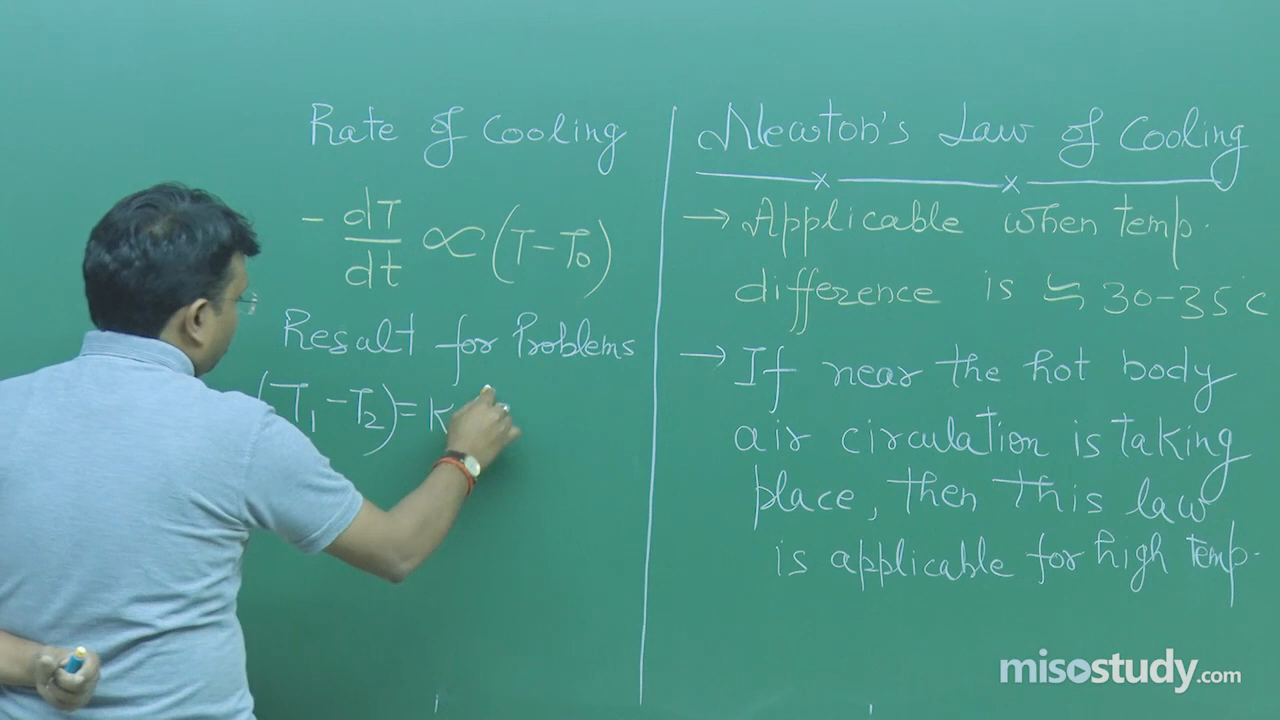 Rate of Cooling
- dT/dt ∝ (T-T₀)
Result for Problems
(T₁-T₂)=K
Newton's Law of Cooling
→ Applicable when temp.
difference is ≈ 30-35 C
→ If near the hot body
air circulation is taking
place, then this law
is applicable for high temp.
misostudy.com